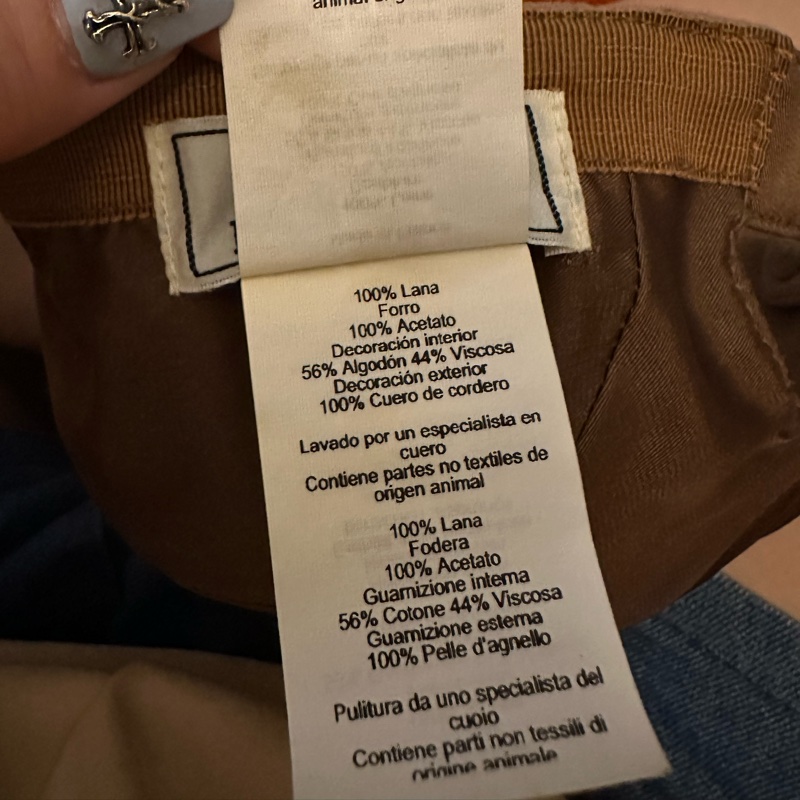 100% Lana
Forro
100% Acetato
Decoración interior
56% Algodón 44% Viscosa
Decoración exterior
100% Cuero de cordero
Lavado por un especialista en
cuero
Contiene partes no textiles de
origen animal
100% Lana
Fodera
100% Acetato
Guarnizione interna
56% Cotone 44% Viscosa
Guarnizione esterna
100% Pelle d'agnello
Pulitura da uno specialista del
cuoio
Contiene parti non tessili di
origine animale